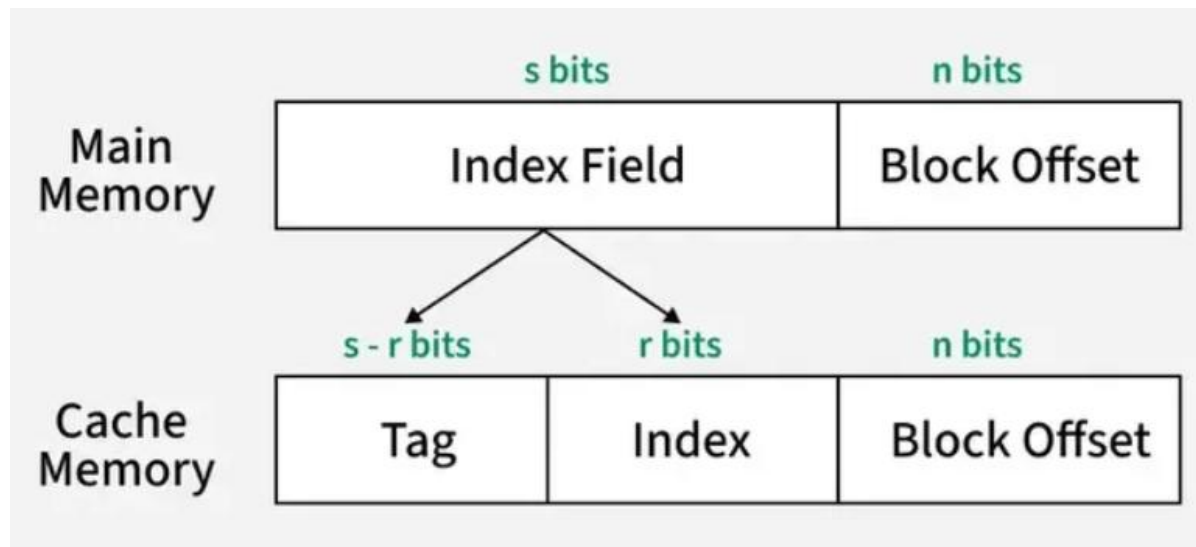 s bits
n bits
Main
Memory
Index Field
Block Offset
s - r bits
r bits
n bits
Cache
Memory
Tag
Index
Block Offset